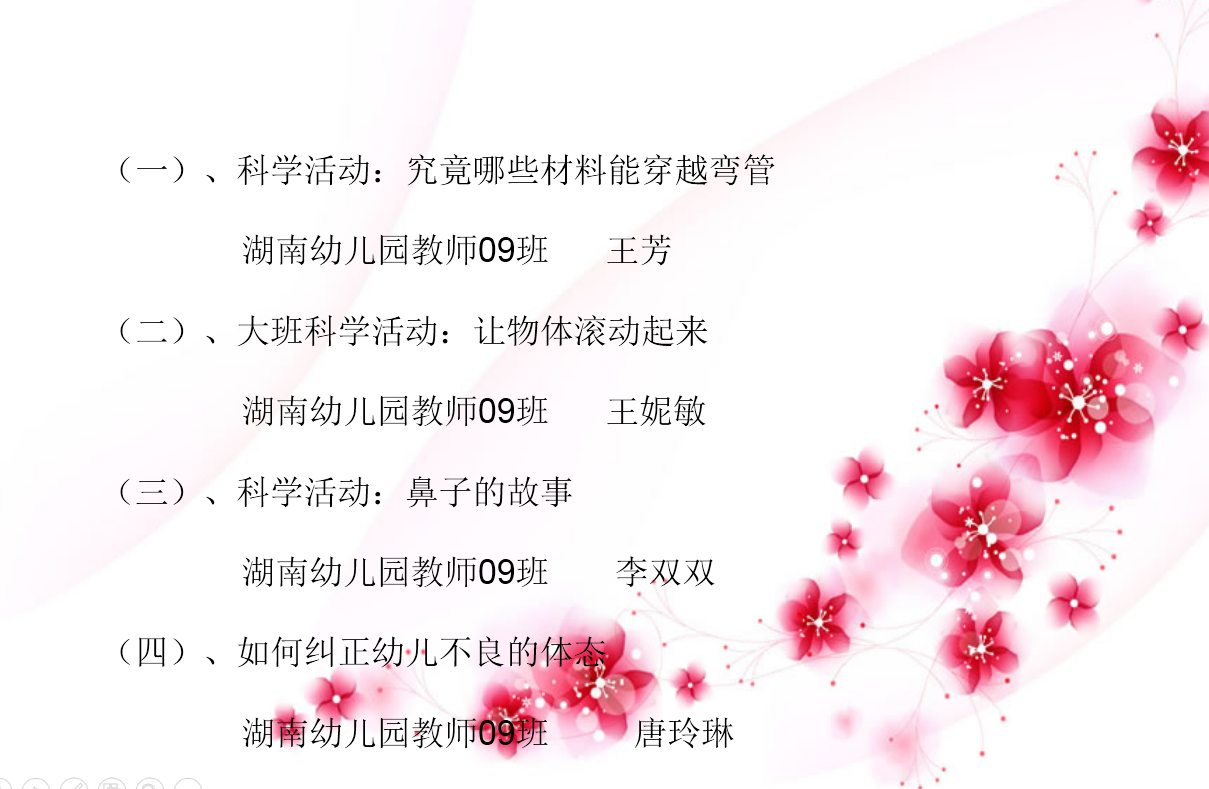 （一）、科学活动：究竟哪些材料能穿越弯管
湖南幼儿园教师09班 王芳
（二）、大班科学活动：让物体滚动起来
湖南幼儿园教师09班 王妮敏
（三）、科学活动：鼻子的故事
湖南幼儿园教师09班 李双双
（四）、如何纠正幼儿不良的体态
湖南幼儿园教师09班 唐玲琳